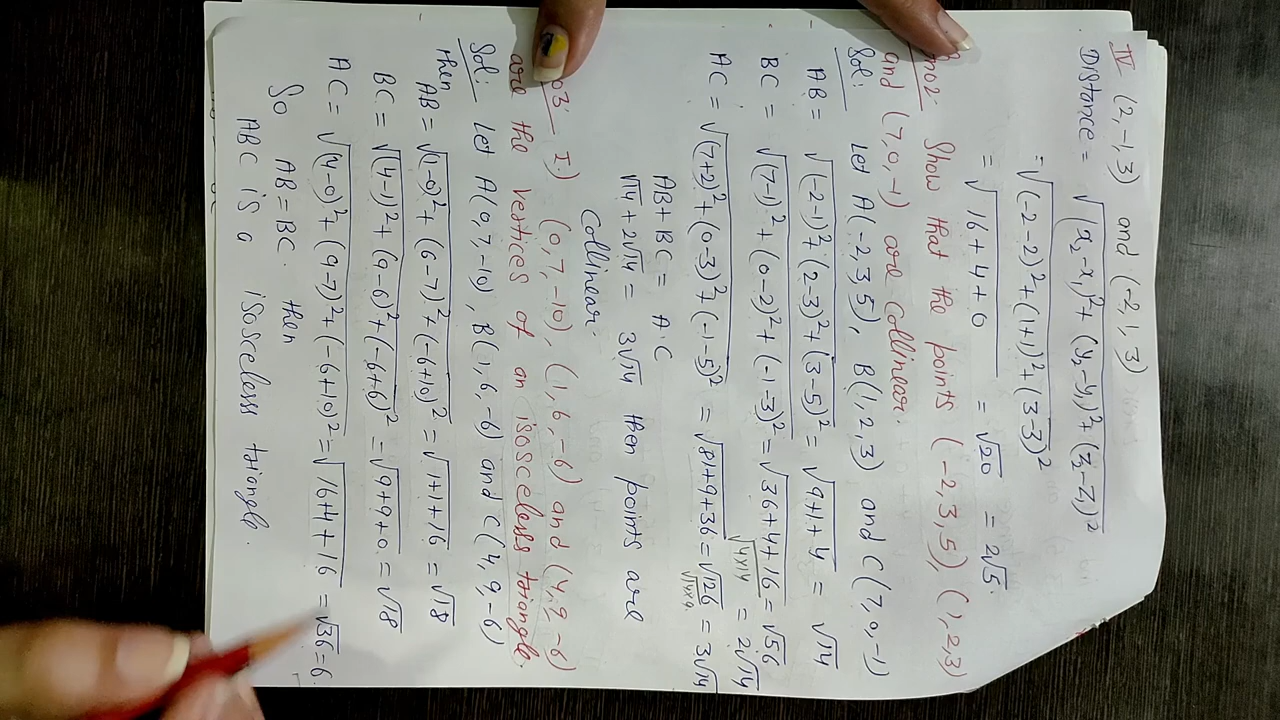 IV (2,-1,3) and (-2,1,3)
Distance = √(x₂-x₁)²+(y₂-y₁)²+(z₂-z₁)²
= √(-2-2)²+(1+1)²+(3-3)²
= √16+4+0 = √20 = 2√5.
no2: Show that the points (-2,3,5), (1,2,3)
and (7,0,-1) are collinear.
Sol: Let A(-2,3,5), B(1,2,3) and C(7,0,-1)
AB = √(-2-1)²+(2-3)²+(3-5)² = √9+1+4 = √14
BC = √(7-1)²+(0-2)²+(-1-3)² = √36+4+16 = √56
√4×14 = 2√14
AC = √(7+2)²+(0-3)²+(-1-5)² = √81+9+36 = √126 = 3√14
√14×9
AB+BC = AC
√14+2√14 = 3√14 then points are
Collinear.
o3: I.) (0,7,-10), (1,6,-6) and (4,9,-6)
are the vertices of an isosceless triangle.
Sol: Let A(0,7,-10), B(1,6,-6) and C(4,9,-6)
then AB = √(1-0)²+(6-7)²+(-6+10)² = √1+1+16 = √18
BC = √(4-1)²+(9-6)²+(-6+6)² = √9+9+0 = √18
AC = √(4-0)²+(9-7)²+(-6+10)² = √16+4+16 = √36 = 6.
So AB=BC. then
ABC is a isosceless triangle.